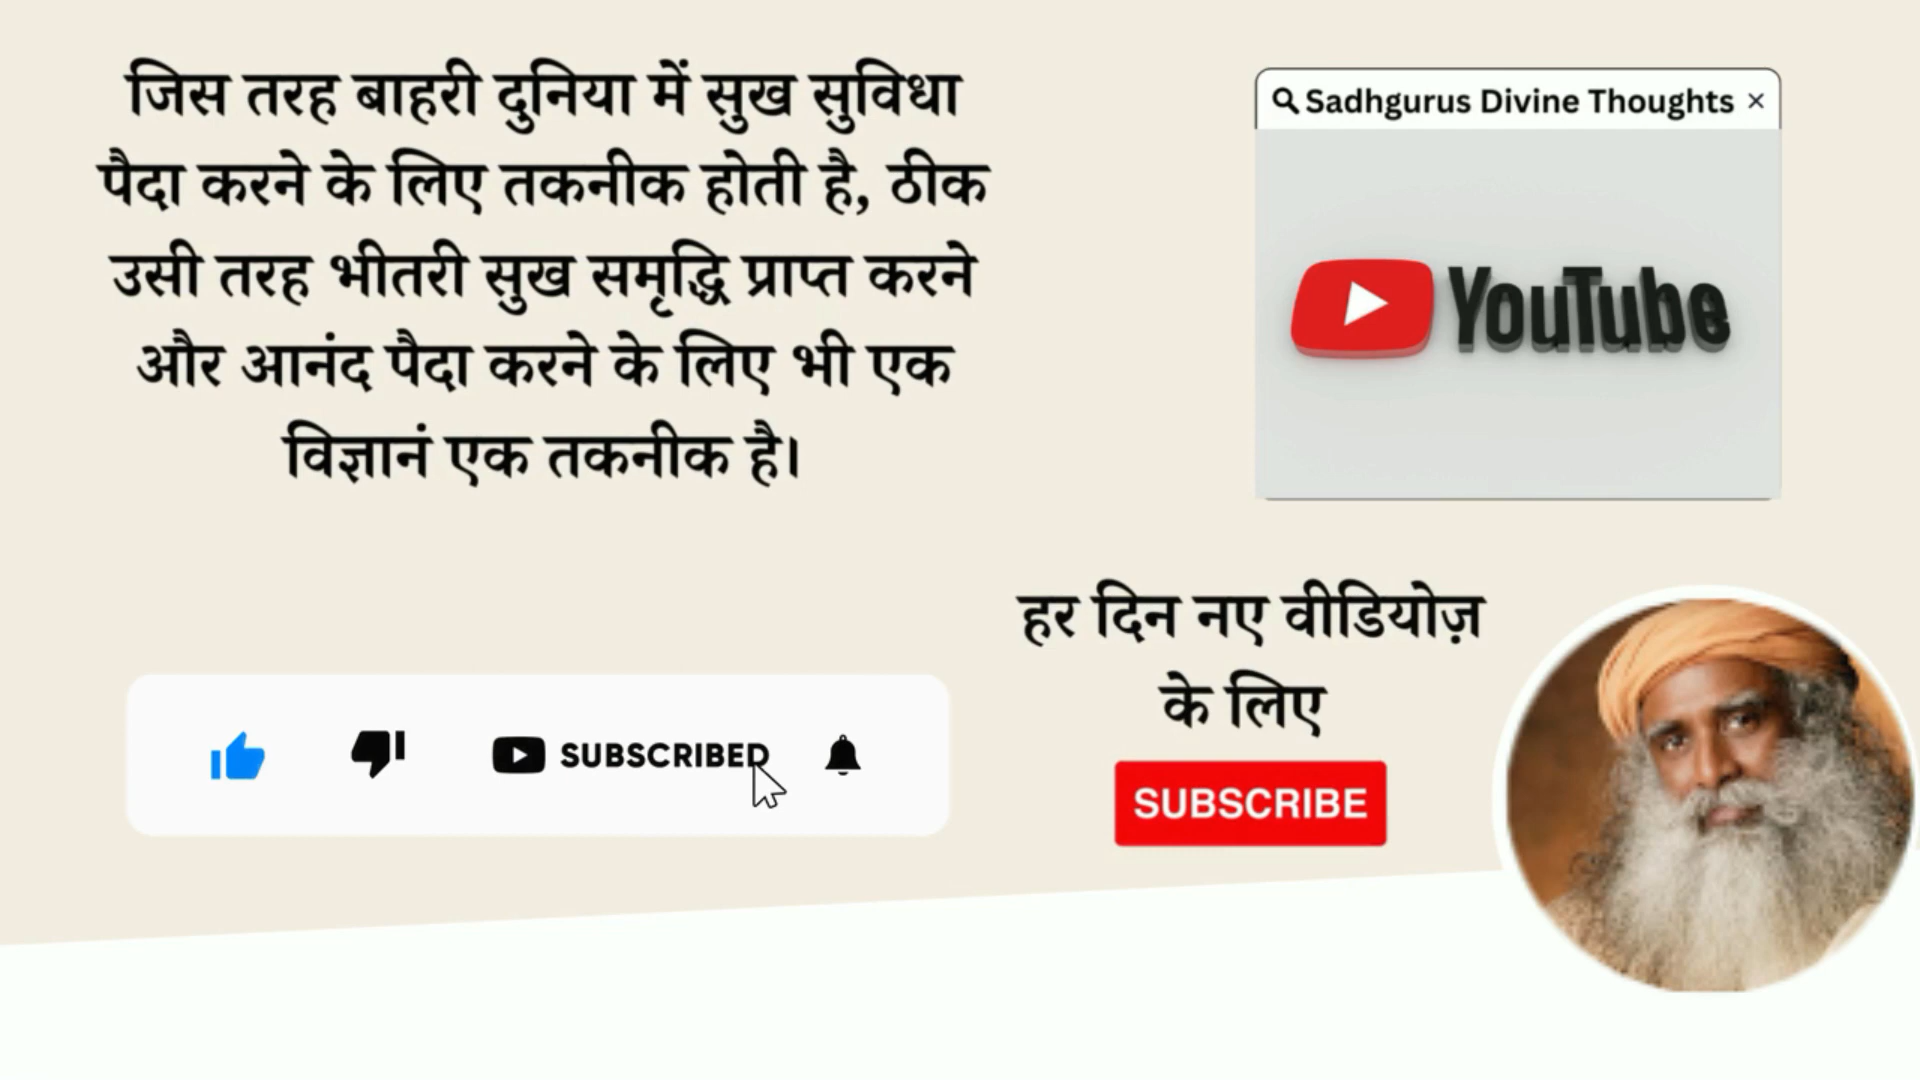 जिस तरह बाहरी दुनिया में सुख सुविधा
पैदा करने के लिए तकनीक होती है, ठीक
उसी तरह भीतरी सुख समृद्धि प्राप्त करने
और आनंद पैदा करने के लिए भी एक
विज्ञानं एक तकनीक है।
Sadhgurus Divine Thoughts
YouTube
हर दिन नए वीडियोज़
के लिए
SUBSCRIBE
SUBSCRIBED